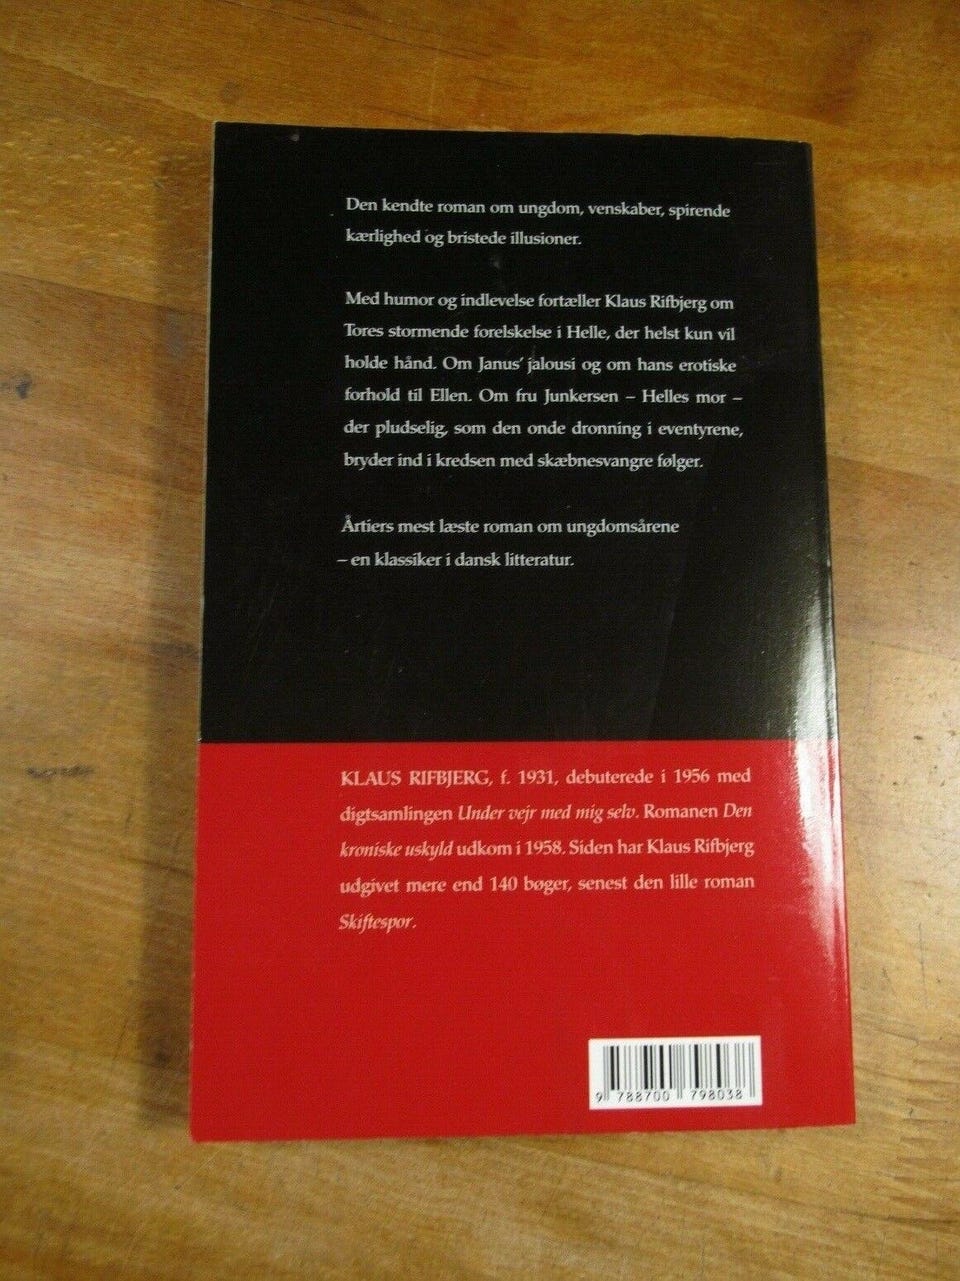 Den kendte roman om ungdom, venskaber, spirende
kærlighed og bristede illusioner.
Med humor og indlevelse fortæller Klaus Rifbjerg om
Tores stormende forelskelse i Helle, der helst kun vil
holde hånd. Om Janus' jalousi og om hans erotiske
forhold til Ellen. Om fru Junkersen – Helles mor –
der pludselig, som den onde dronning i eventyrene,
bryder ind i kredsen med skæbnesvangre følger.
Årtiers mest læste roman om ungdomsårene
– en klassiker i dansk litteratur.
KLAUS RIFBJERG, f. 1931, debuterede i 1956 med
digtsamlingen Under vejr med mig selv. Romanen Den
kroniske uskyld udkom i 1958. Siden har Klaus Rifbjerg
udgivet mere end 140 bøger, senest den lille roman
Skiftespor.
9 788700 798038